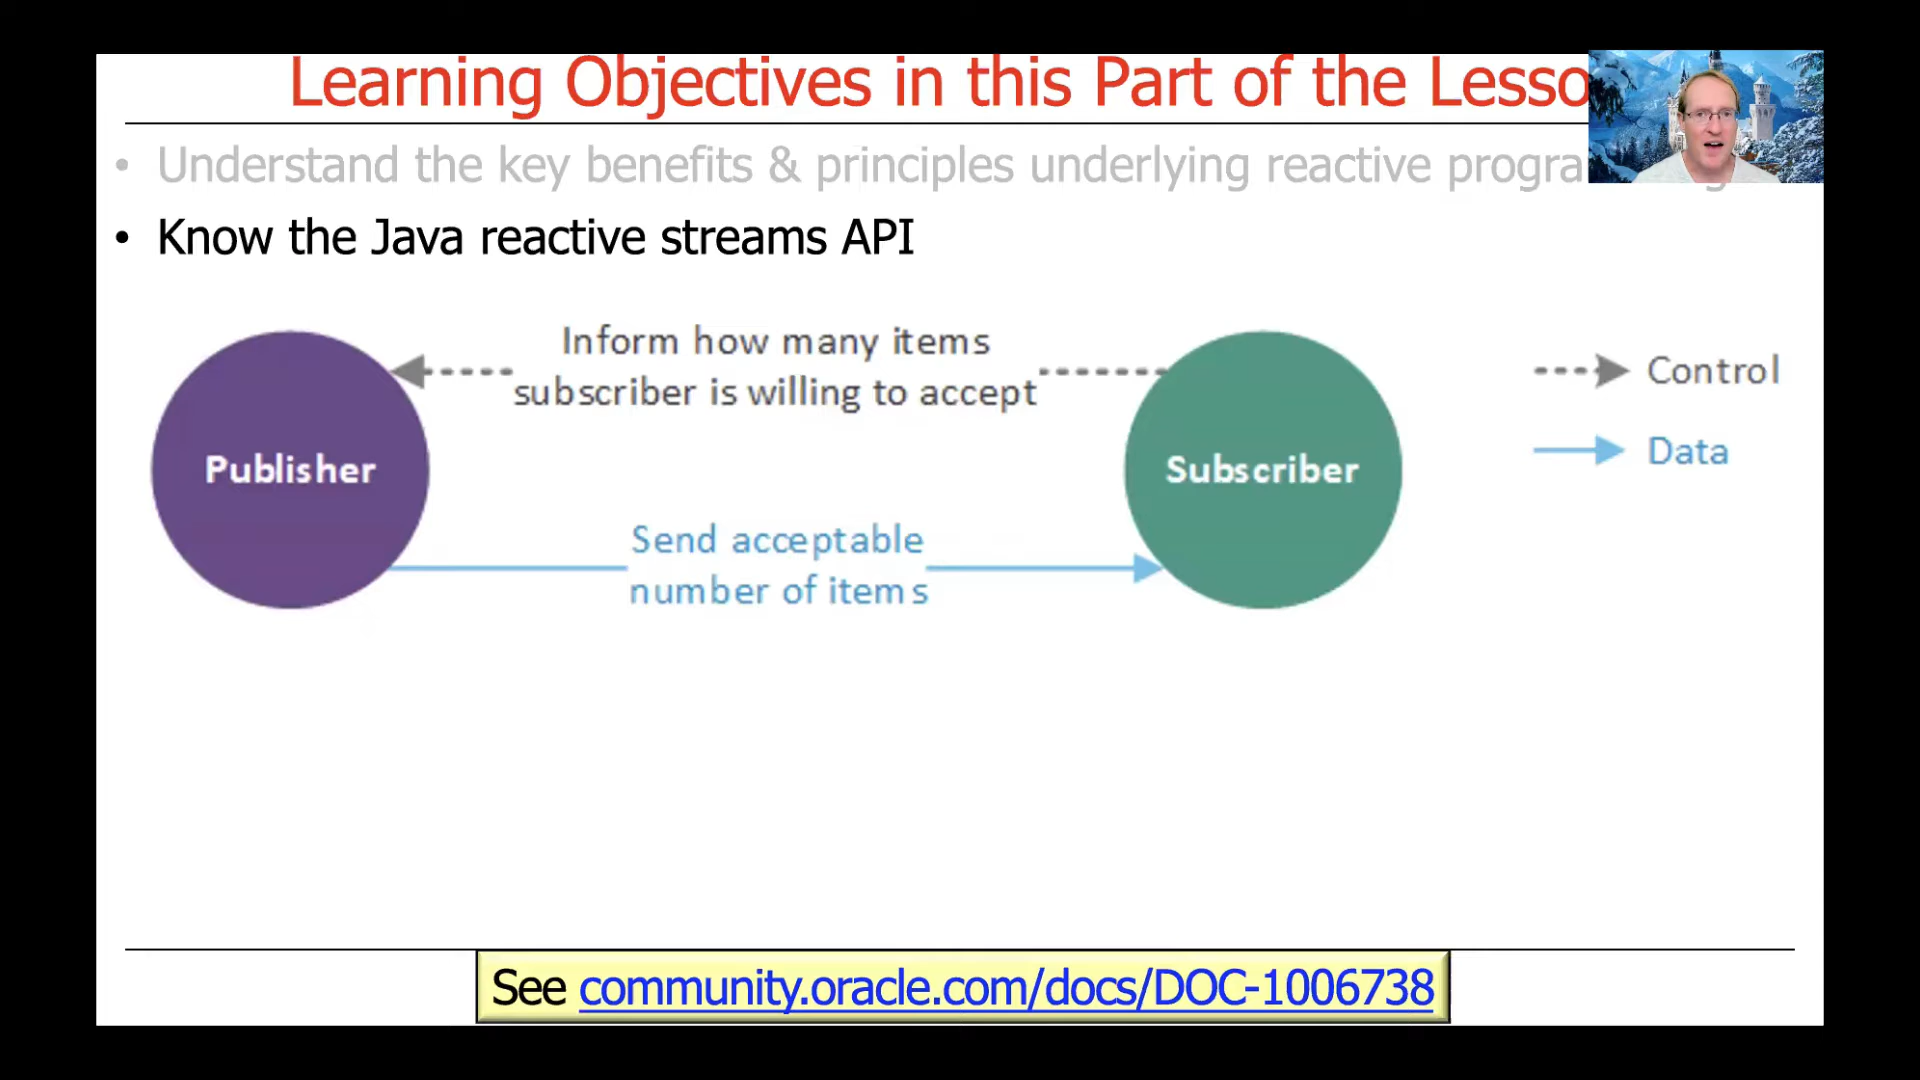 Learning Objectives in this Part of the Lesso
• Understand the key benefits & principles underlying reactive progra
• Know the Java reactive streams API
Inform how many items
subscriber is willing to accept
Control
Publisher
Subscriber
Data
Send acceptable
number of items
See community.oracle.com/docs/DOC-1006738